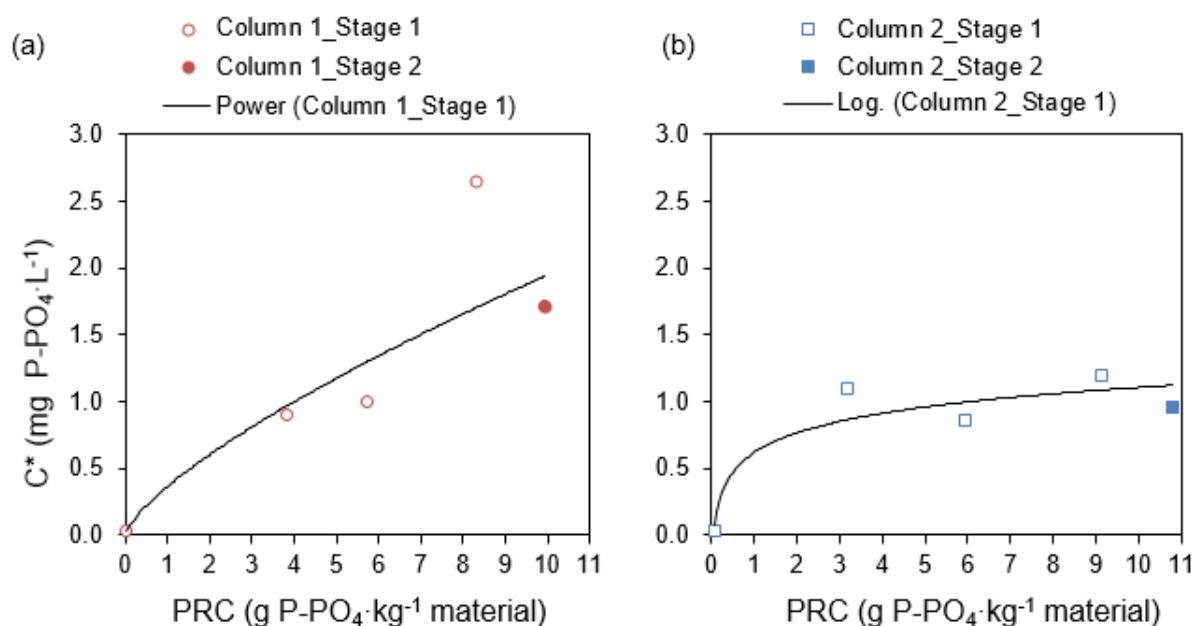 (a)
Column 1_Stage 1
Column 1_Stage 2
Power (Column 1_Stage 1)
C* (mg P-PO₄·L⁻¹)
3.0
2.5
2.0
1.5
1.0
0.5
0.0
0 1 2 3 4 5 6 7 8 9 10 11
PRC (g P-PO₄·kg⁻¹ material)
(b)
Column 2_Stage 1
Column 2_Stage 2
Log. (Column 2_Stage 1)
3.0
2.5
2.0
1.5
1.0
0.5
0.0
0 1 2 3 4 5 6 7 8 9 10 11
PRC (g P-PO₄·kg⁻¹ material)